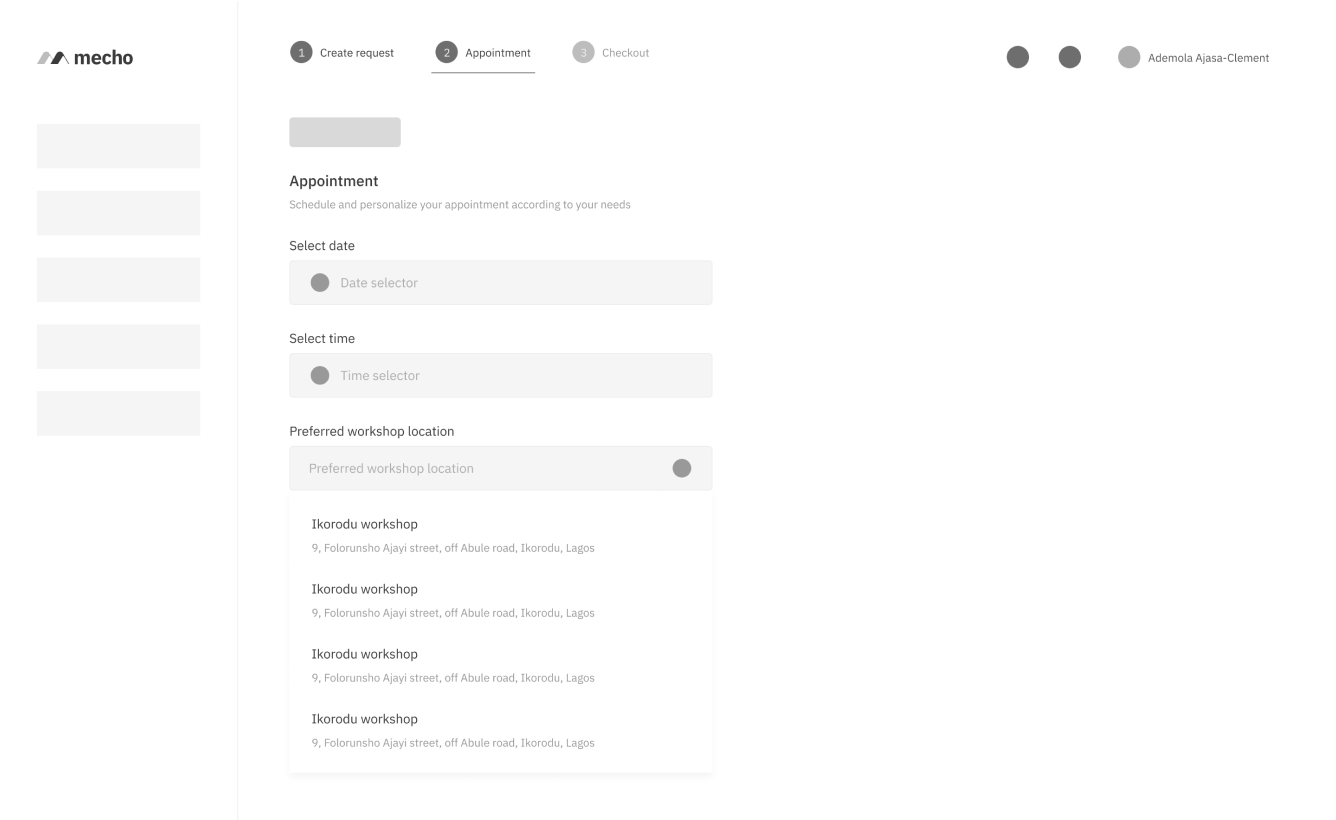 mecho
1 Create request
2 Appointment
3 Checkout
Ademola Ajasa-Clement
Appointment
Schedule and personalize your appointment according to your needs
Select date
Date selector
Select time
Time selector
Preferred workshop location
Preferred workshop location
Ikorodu workshop
9, Folorunsho Ajayi street, off Abule road, Ikorodu, Lagos
Ikorodu workshop
9, Folorunsho Ajayi street, off Abule road, Ikorodu, Lagos
Ikorodu workshop
9, Folorunsho Ajayi street, off Abule road, Ikorodu, Lagos
Ikorodu workshop
9, Folorunsho Ajayi street, off Abule road, Ikorodu, Lagos